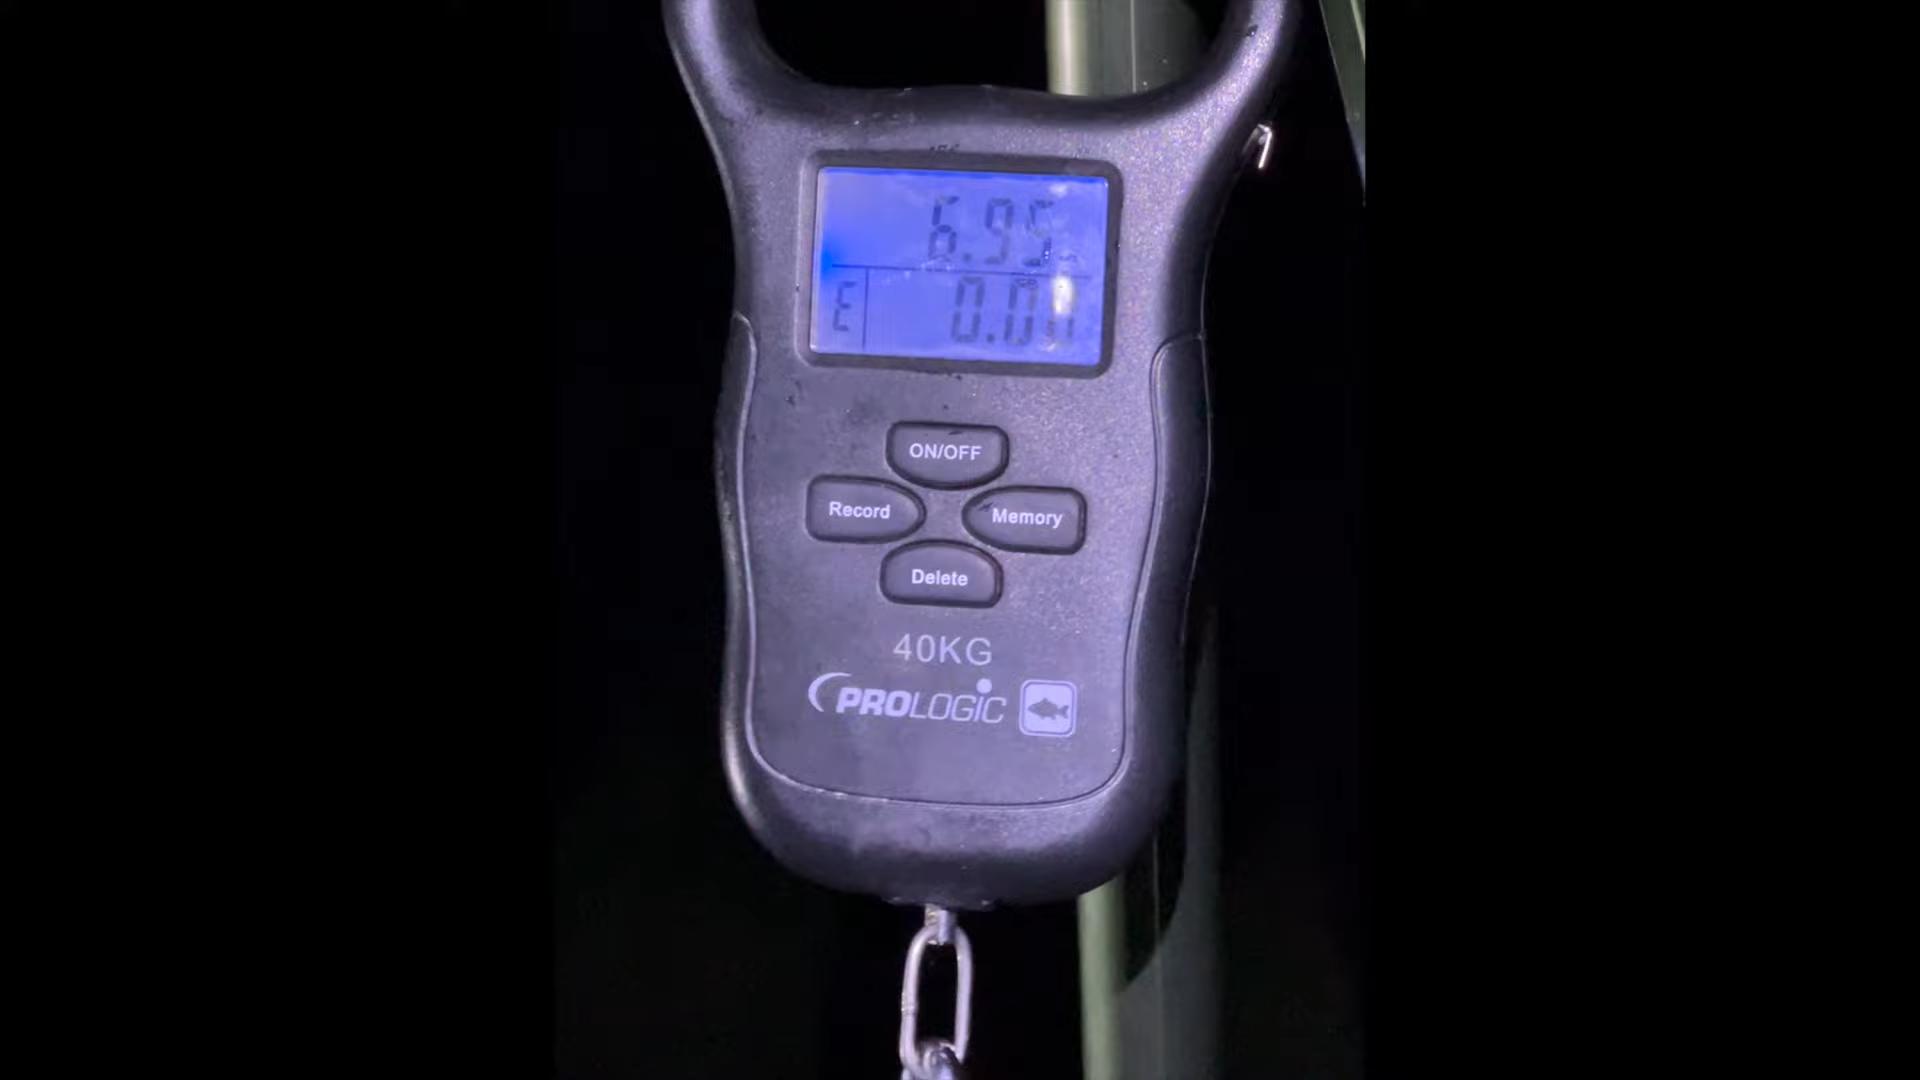 6.95
E 0.00
ON/OFF
Record Memory
Delete
40KG
PROLOGIC